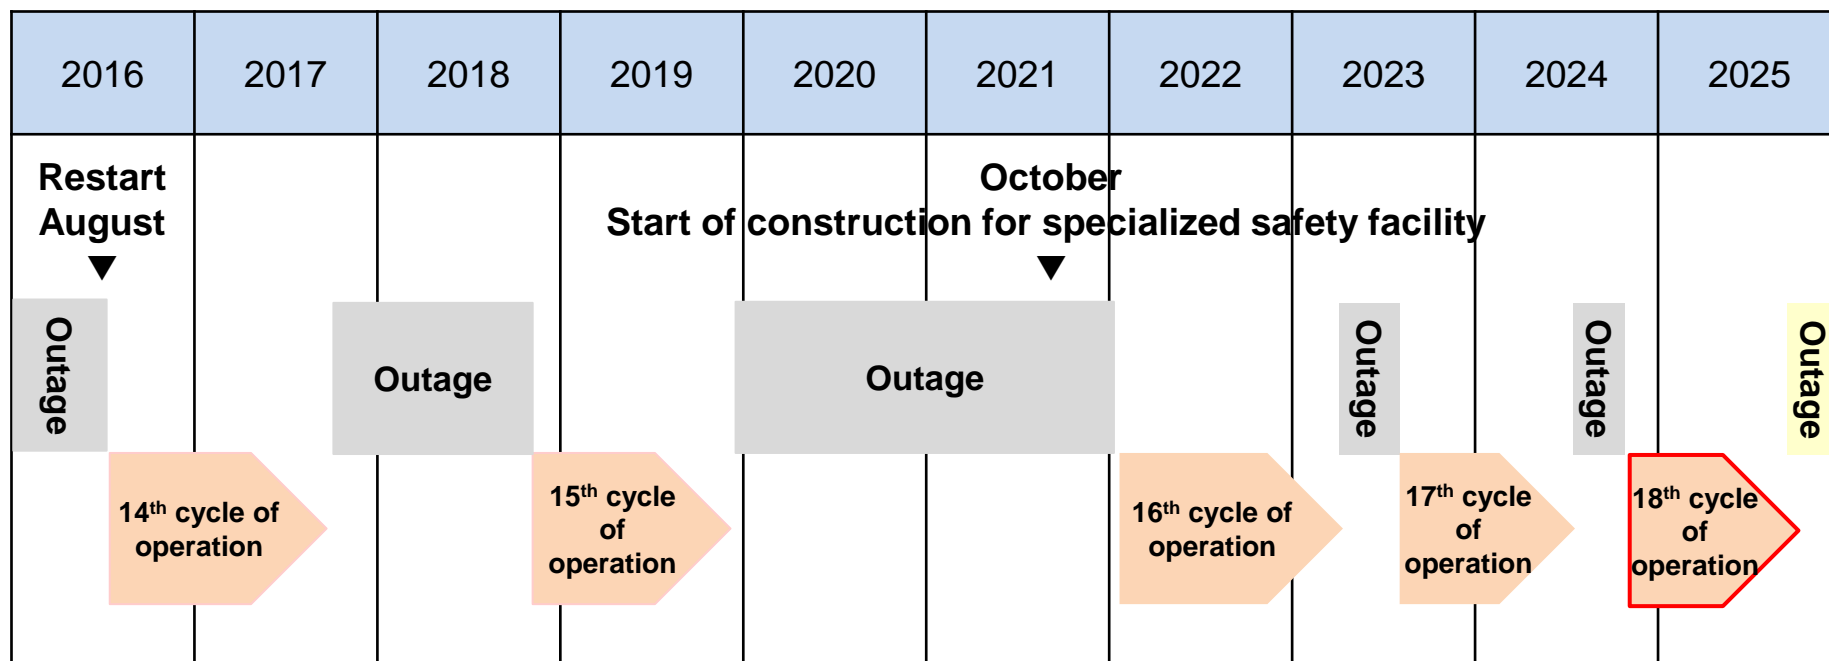 2016 2017 2018 2019 2020 2021 2022 2023 2024 2025
Restart
August
October
Start of construction for specialized safety facility
Outage
Outage
Outage
Outage
Outage
Outage
14th cycle of
operation
15th cycle
of
operation
16th cycle of
operation
17th cycle
of
operation
18th cycle
of
operation